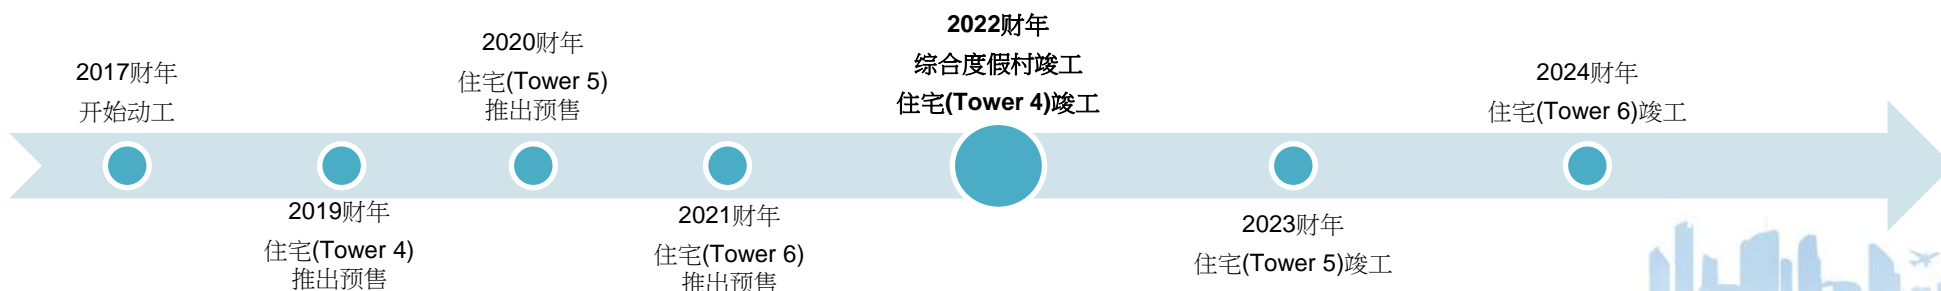 2017财年
开始动工
2019财年
住宅(Tower 4)
推出预售
2020财年
住宅(Tower 5)
推出预售
2021财年
住宅(Tower 6)
推出预售
2022财年
综合度假村竣工
住宅(Tower 4)竣工
2023财年
住宅(Tower 5)竣工
2024财年
住宅(Tower 6)竣工